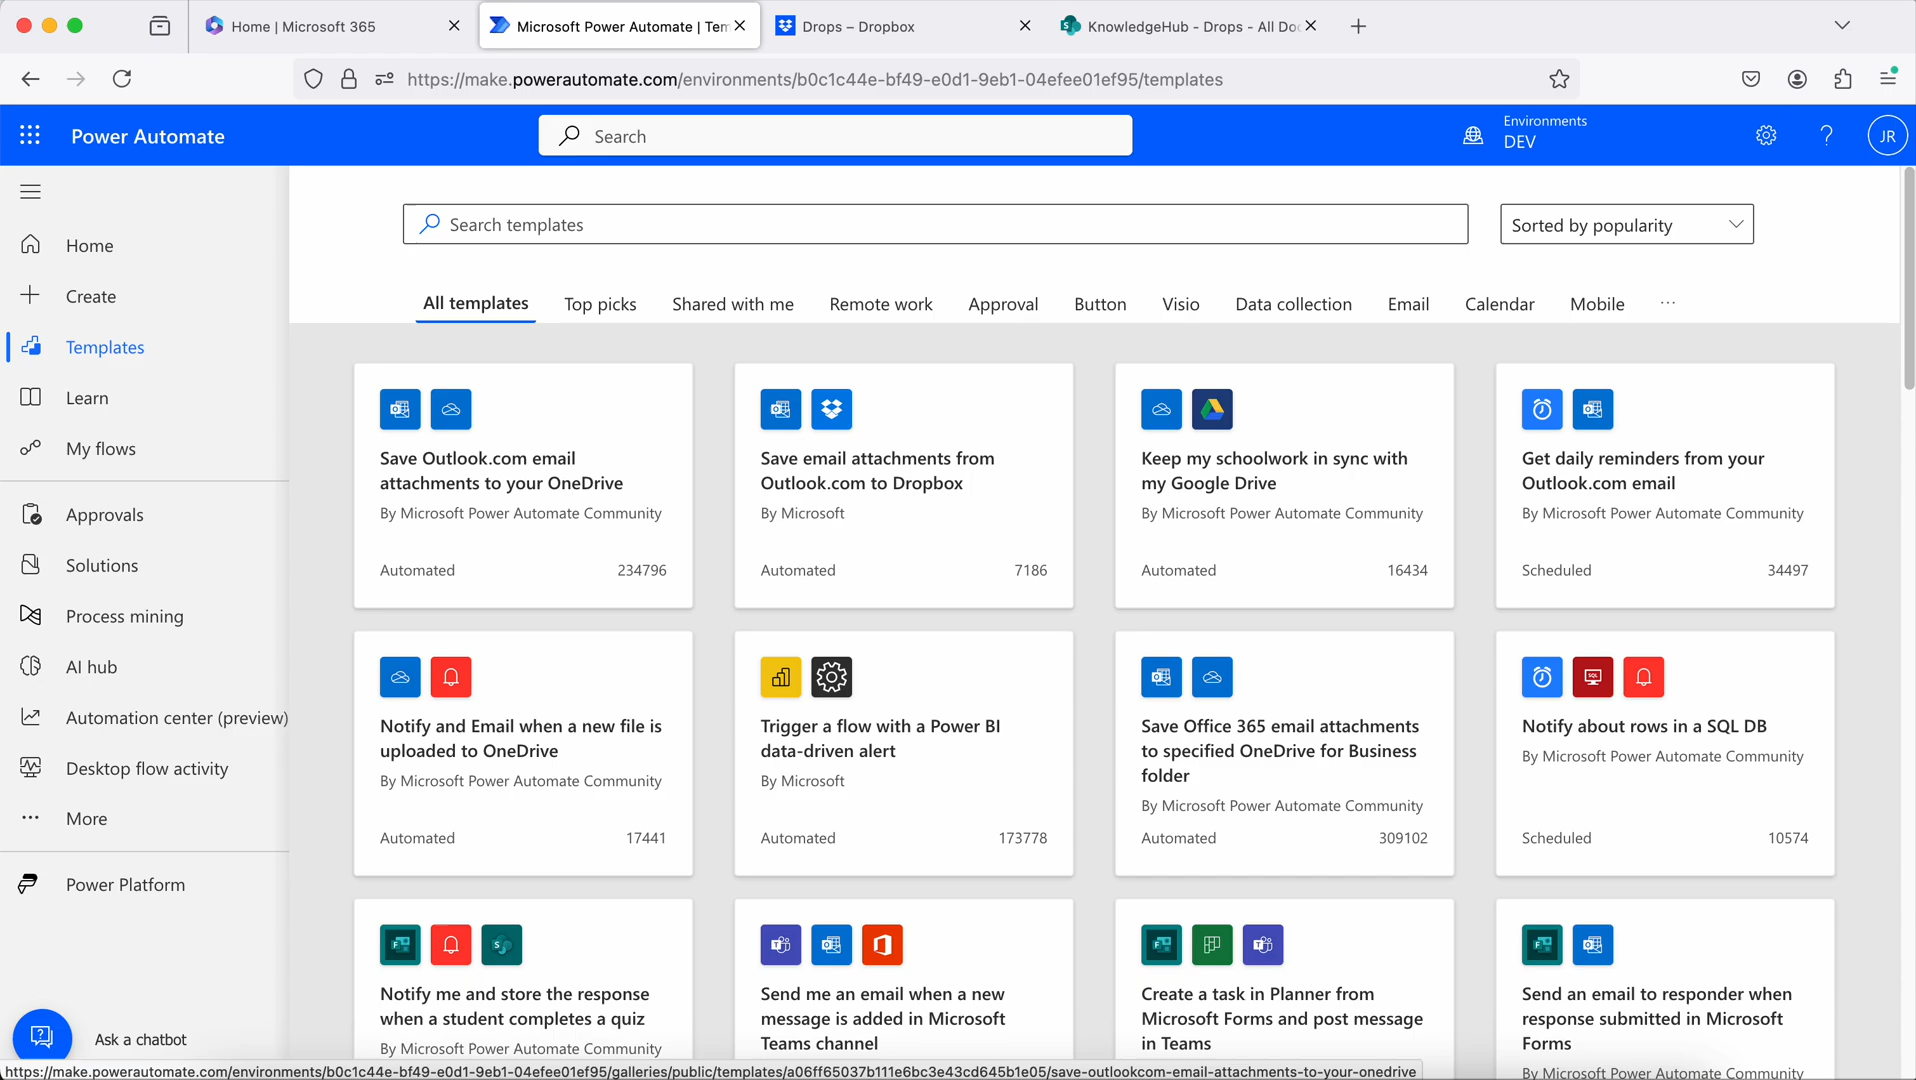 Home | Microsoft 365
Microsoft Power Automate | Tem
Drops – Dropbox
KnowledgeHub - Drops - All Doc
https://make.powerautomate.com/environments/b0c1c44e-bf49-e0d1-9eb1-04efee01ef95/templates
Power Automate
Search
Environments
DEV
JR
Home
Create
Templates
Learn
My flows
Approvals
Solutions
Process mining
AI hub
Automation center (preview)
Desktop flow activity
More
Power Platform
Ask a chatbot
Search templates
Sorted by popularity
All templates
Top picks
Shared with me
Remote work
Approval
Button
Visio
Data collection
Email
Calendar
Mobile
Save Outlook.com email
attachments to your OneDrive
By Microsoft Power Automate Community
Automated
234796
Save email attachments from
Outlook.com to Dropbox
By Microsoft
Automated
7186
Keep my schoolwork in sync with
my Google Drive
By Microsoft Power Automate Community
Automated
16434
Get daily reminders from your
Outlook.com email
By Microsoft Power Automate Community
Scheduled
34497
Notify and Email when a new file is
uploaded to OneDrive
By Microsoft Power Automate Community
Automated
17441
Trigger a flow with a Power BI
data-driven alert
By Microsoft
Automated
173778
Save Office 365 email attachments
to specified OneDrive for Business
folder
By Microsoft Power Automate Community
Automated
309102
SQL
Notify about rows in a SQL DB
By Microsoft Power Automate Community
Scheduled
10574
Notify me and store the response
when a student completes a quiz
By Microsoft Power Automate Community
Send me an email when a new
message is added in Microsoft
Teams channel
Create a task in Planner from
Microsoft Forms and post message
in Teams
Send an email to responder when
response submitted in Microsoft
Forms
By Microsoft Power Automate Community
https://make.powerautomate.com/environments/b0c1c44e-bf49-e0d1-9eb1-04efee01ef95/galleries/public/templates/a06ff65037b111e6bc3e43cd645b1e05/save-outlookcom-email-attachments-to-your-onedrive